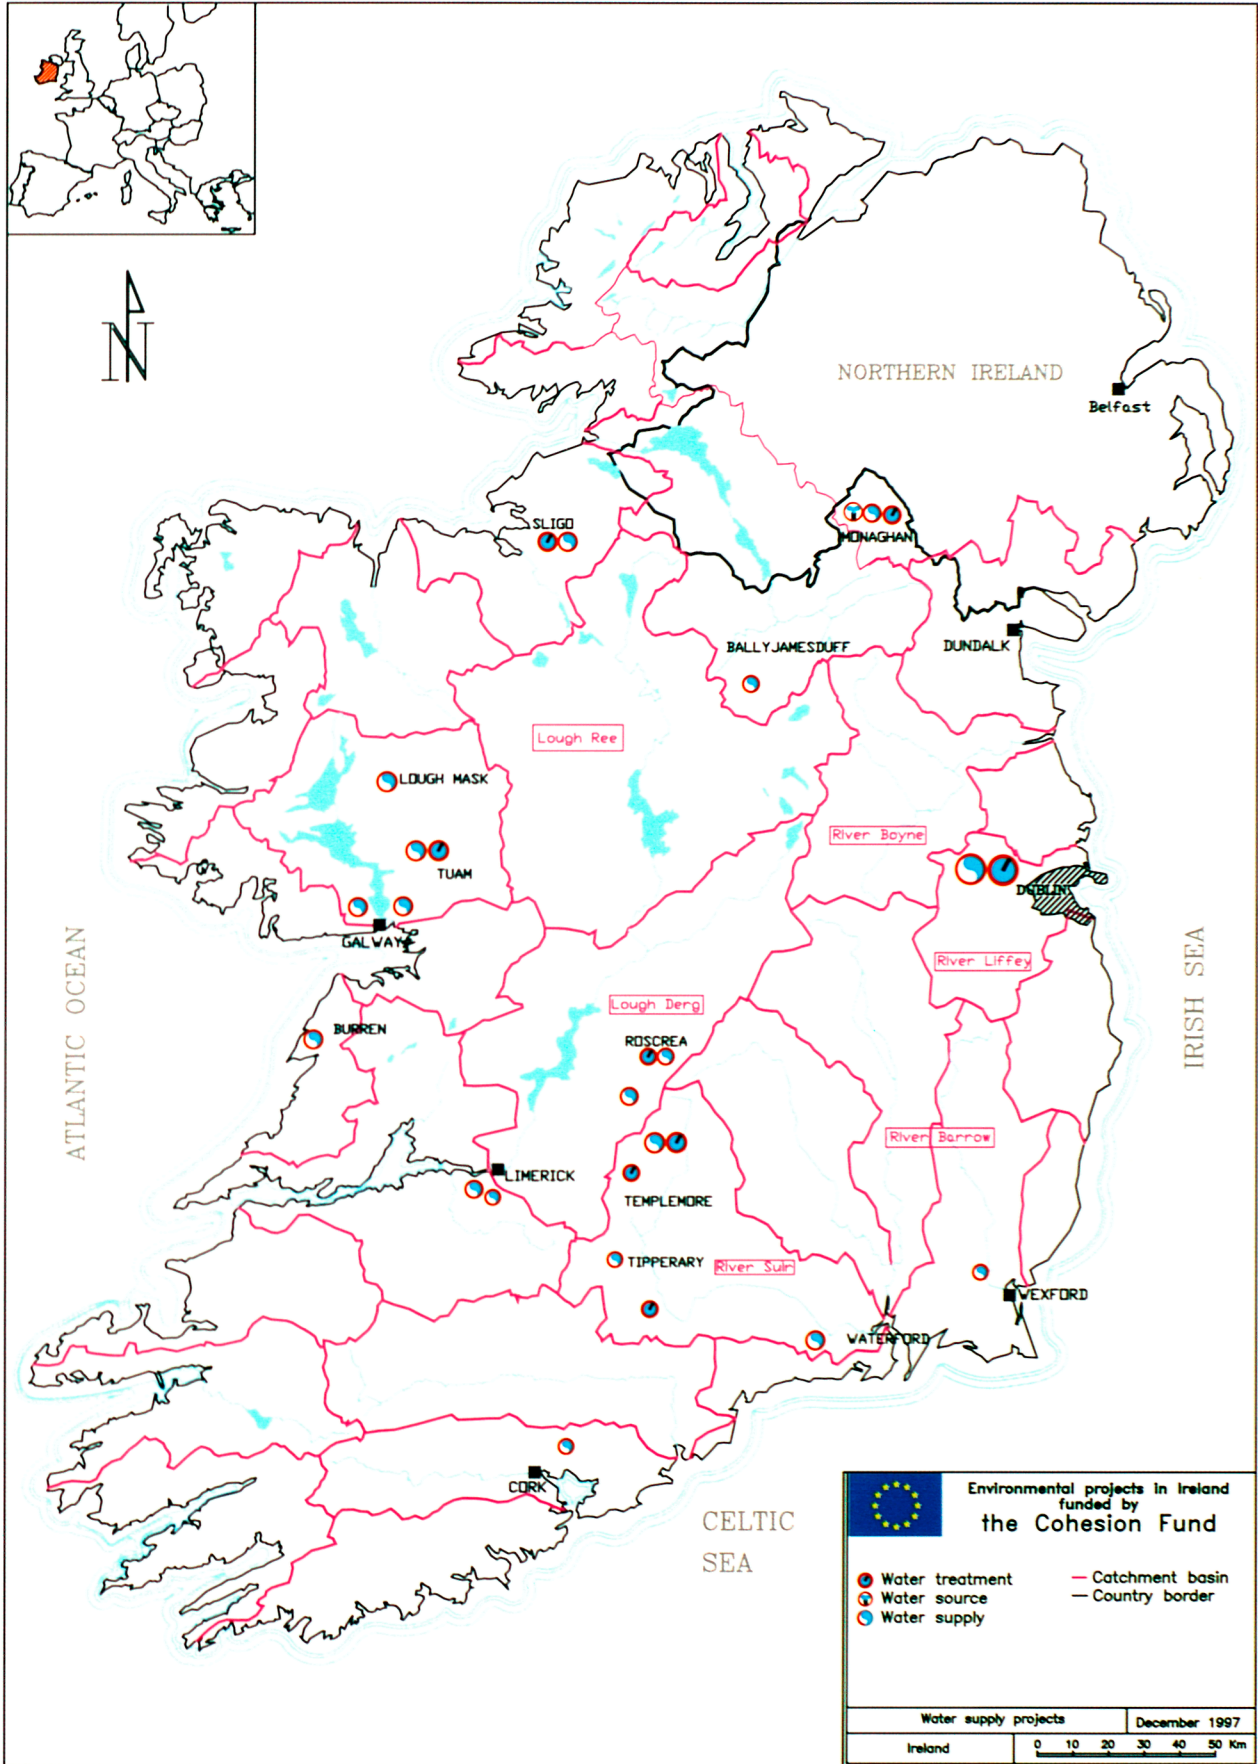 N
NORTHERN IRELAND
Belfast
SLIGO
MONAGHAN
BALLYJAMESDUFF
DUNDALK
Lough Ree
LOUGH MASK
River Boyne
TUAM
DUBLIN
GALWAY
ATLANTIC OCEAN
IRISH SEA
River Liffey
Lough Derg
BURREN
ROSCREA
River Barrow
LIMERICK
TEMPLEMORE
TIPPERARY
River Suir
WEXFORD
WATERFORD
CORK
CELTIC
SEA
Environmental projects in Ireland
funded by
the Cohesion Fund
Water treatment
Water source
Water supply
Catchment basin
Country border
Water supply projects
December 1997
Ireland
0 10 20 30 40 50 Km